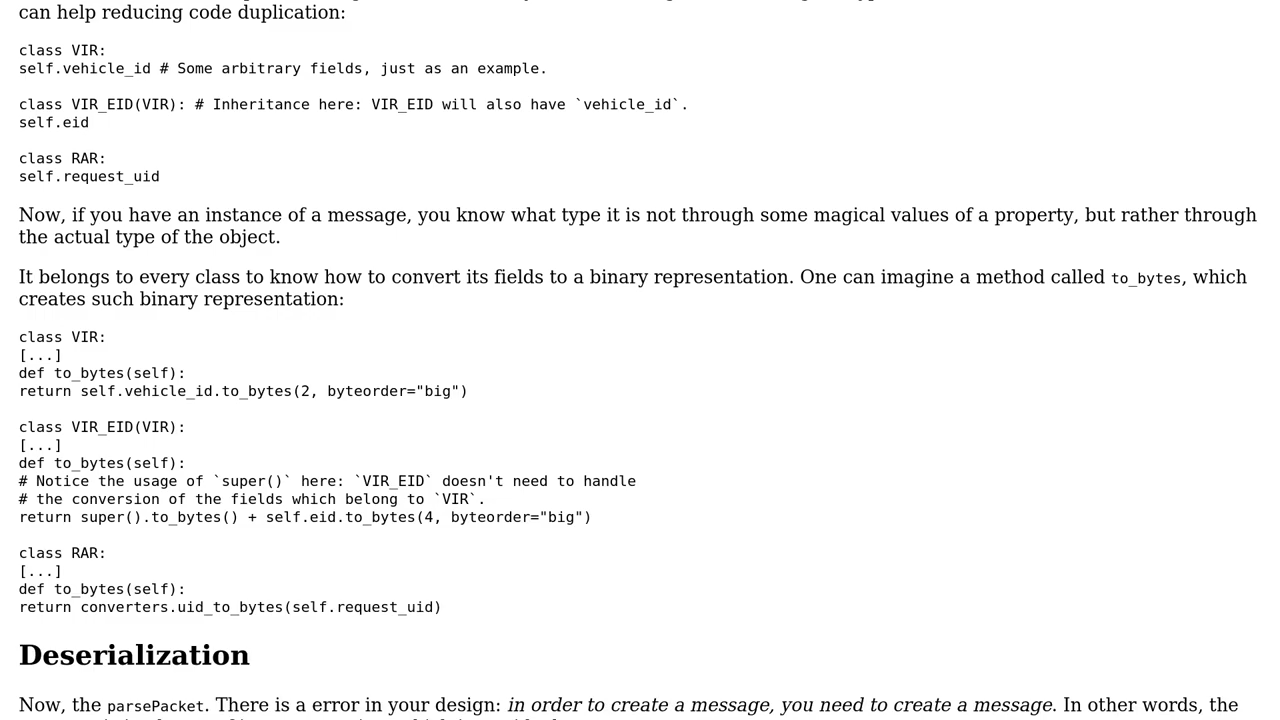 can help reducing code duplication:
class VIR:
self.vehicle_id # Some arbitrary fields, just as an example.
class VIR_EID(VIR): # Inheritance here: VIR_EID will also have `vehicle_id`.
self.eid
class RAR:
self.request_uid
Now, if you have an instance of a message, you know what type it is not through some magical values of a property, but rather through
the actual type of the object.
It belongs to every class to know how to convert its fields to a binary representation. One can imagine a method called to_bytes, which
creates such binary representation:
class VIR:
[...]
def to_bytes(self):
return self.vehicle_id.to_bytes(2, byteorder="big")
class VIR_EID(VIR):
[...]
def to_bytes(self):
# Notice the usage of `super()` here: `VIR_EID` doesn't need to handle
# the conversion of the fields which belong to `VIR`.
return super().to_bytes() + self.eid.to_bytes(4, byteorder="big")
class RAR:
[...]
def to_bytes(self):
return converters.uid_to_bytes(self.request_uid)
Deserialization
Now, the parsePacket. There is a error in your design: in order to create a message, you need to create a message. In other words, the